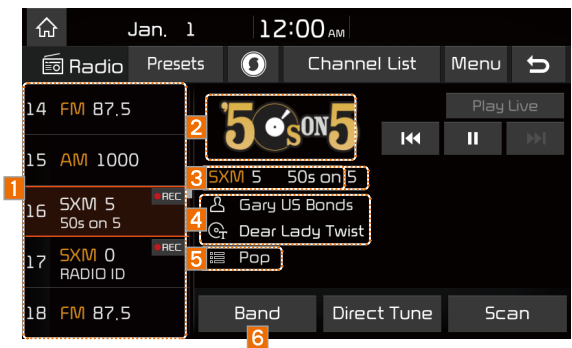 Jan. 1 12:00 AM
Radio Presets Channel List Menu
14 FM 87.5
15 AM 1000
16 SXM 5 REC
50s on 5
17 SXM 0 REC
RADIO ID
18 FM 87.5
1
2
'50s ON 5
Play Live
3 SXM 5 50s on 5
4 Gary US Bonds
Dear Lady Twist
5 Pop
Band Direct Tune Scan
6